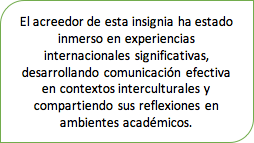 El acreedor de esta insignia ha estado
inmerso en experiencias
internacionales significativas,
desarrollando comunicación efectiva
en contextos interculturales y
compartiendo sus reflexiones en
ambientes académicos.